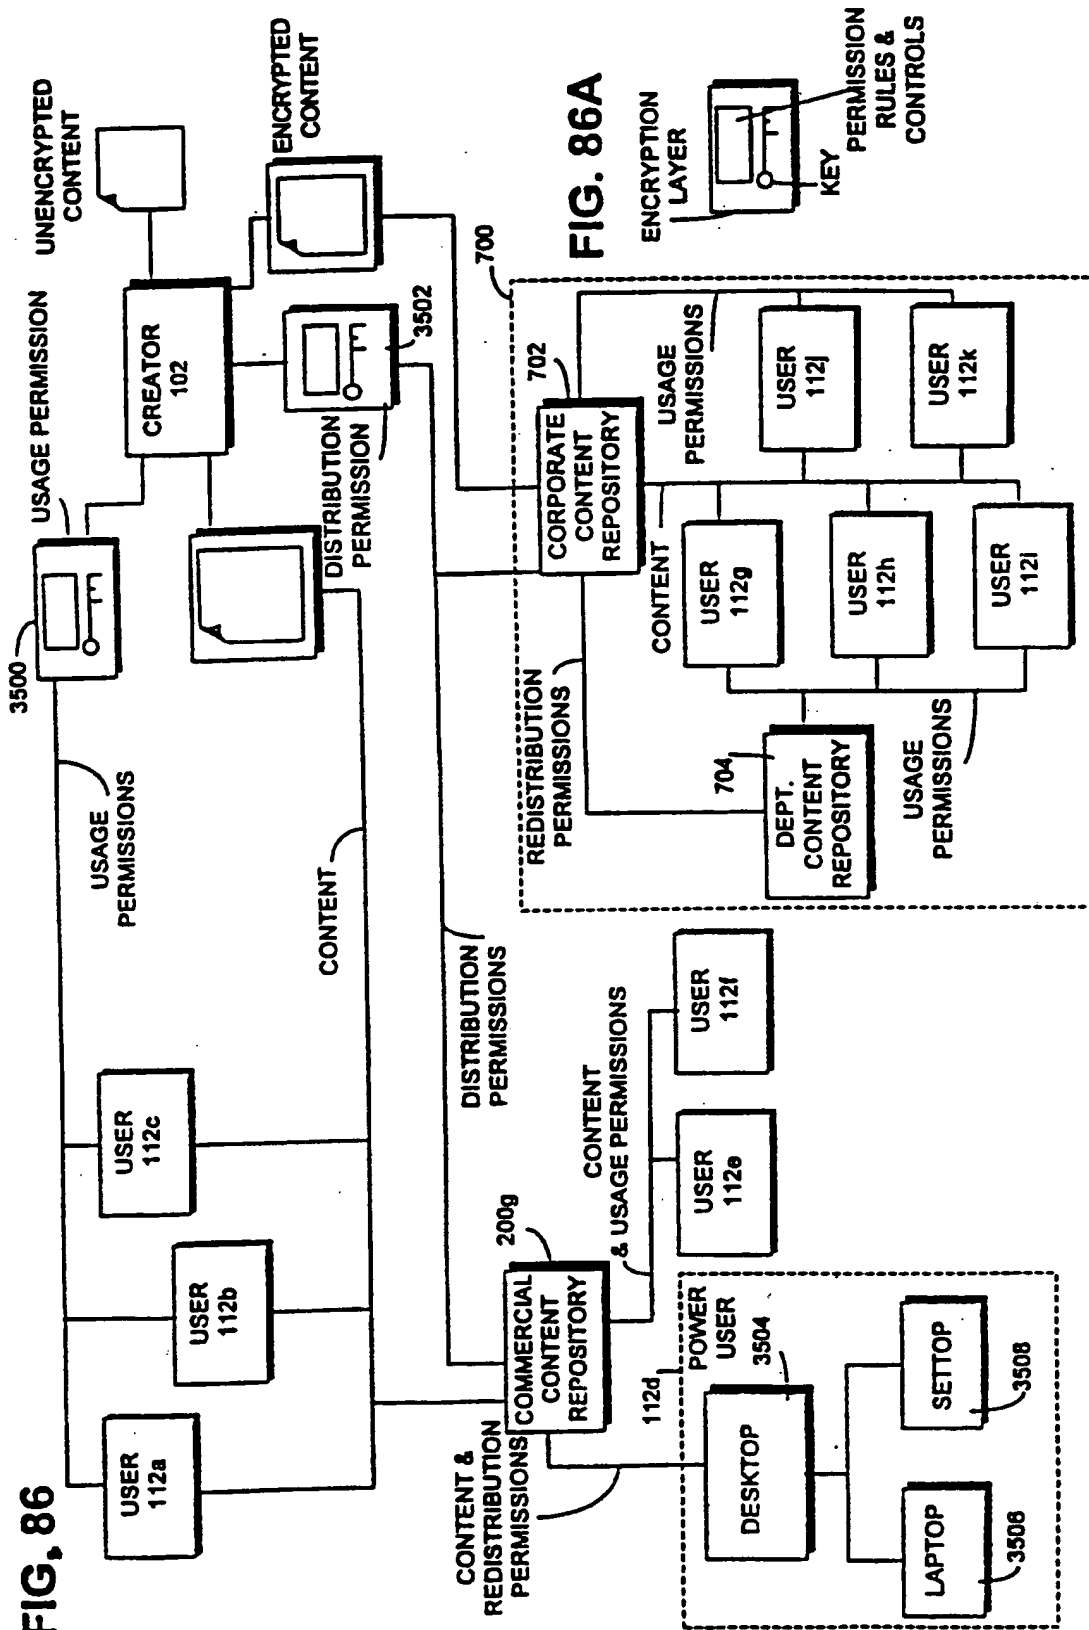 FIG. 86
USER
112a
USER
112b
USER
112c
USAGE
PERMISSIONS
3500
USAGE PERMISSION
UNENCRYPTED
CONTENT
CREATOR
102
ENCRYPTED
CONTENT
3502
DISTRIBUTION
PERMISSION
CONTENT
DISTRIBUTION
PERMISSIONS
CONTENT &
REDISTRIBUTION
PERMISSIONS
COMMERCIAL
CONTENT
REPOSITORY
200g
CONTENT
& USAGE PERMISSIONS
USER
112e
USER
112f
112d
POWER
USER
3504
DESKTOP
LAPTOP
3506
SETTOP
3508
700
702
CORPORATE
CONTENT
REPOSITORY
REDISTRIBUTION
PERMISSIONS
CONTENT
USAGE
PERMISSIONS
704
DEPT.
CONTENT
REPOSITORY
USER
112g
USER
112h
USER
112i
USER
112j
USER
112k
USAGE
PERMISSIONS
FIG. 86A
ENCRYPTION
LAYER
KEY
PERMISSION
RULES &
CONTROLS